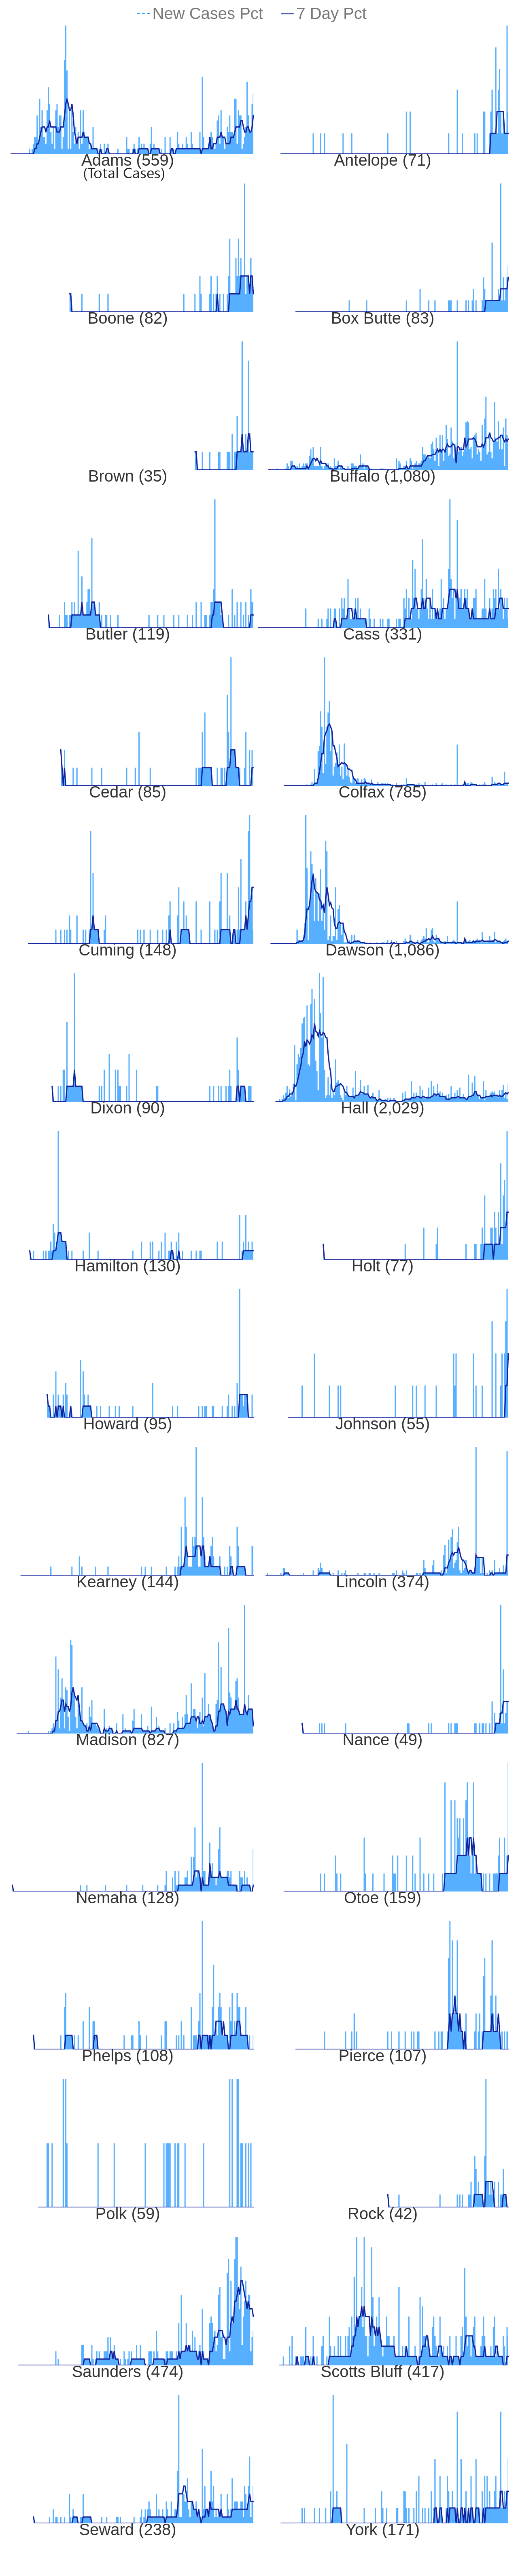 New Cases Pct 7 Day Pct
Adams (559) Antelope (71)
(Total Cases)
Boone (82) Box Butte (83)
Brown (35) Buffalo (1,080)
Butler (119) Cass (331)
Cedar (85) Colfax (785)
Cuming (148) Dawson (1,086)
Dixon (90) Hall (2,029)
Hamilton (130) Holt (77)
Howard (95) Johnson (55)
Kearney (144) Lincoln (374)
Madison (827) Nance (49)
Nemaha (128) Otoe (159)
Phelps (108) Pierce (107)
Polk (59) Rock (42)
Saunders (474) Scotts Bluff (417)
Seward (238) York (171)